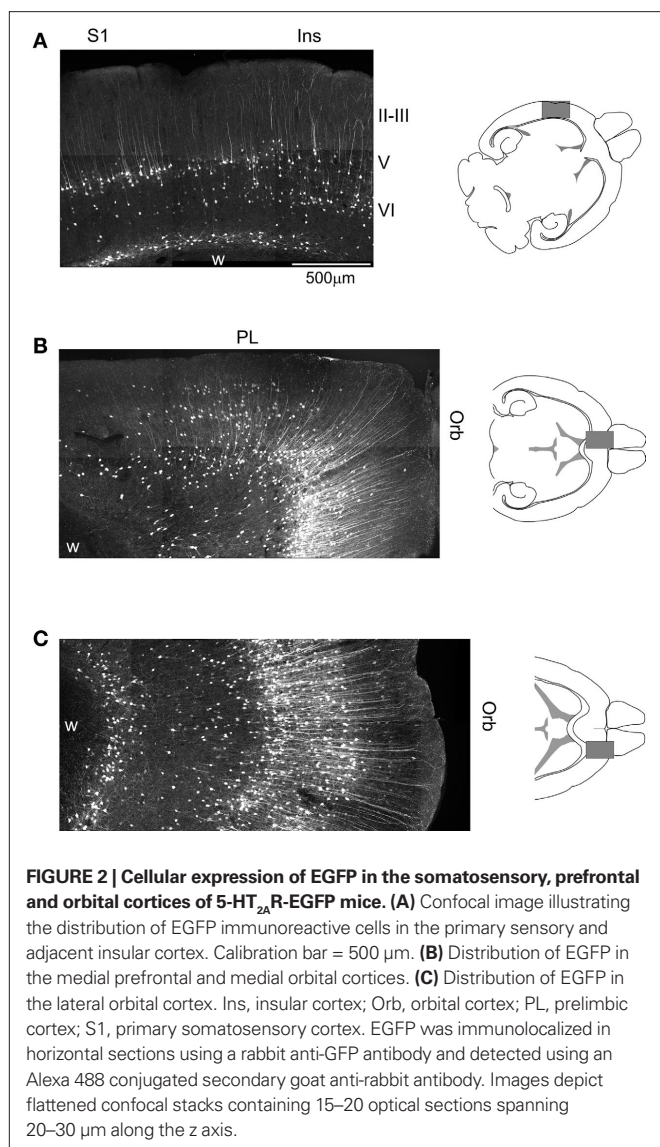 A
S1
Ins
II-III
V
VI
w
500µm
B
PL
Orb
w
C
w
Orb
FIGURE 2 | Cellular expression of EGFP in the somatosensory, prefrontal
and orbital cortices of 5-HT2AR-EGFP mice. (A) Confocal image illustrating
the distribution of EGFP immunoreactive cells in the primary sensory and
adjacent insular cortex. Calibration bar = 500 µm. (B) Distribution of EGFP in
the medial prefrontal and medial orbital cortices. (C) Distribution of EGFP in
the lateral orbital cortex. Ins, insular cortex; Orb, orbital cortex; PL, prelimbic
cortex; S1, primary somatosensory cortex. EGFP was immunolocalized in
horizontal sections using a rabbit anti-GFP antibody and detected using an
Alexa 488 conjugated secondary goat anti-rabbit antibody. Images depict
flattened confocal stacks containing 15–20 optical sections spanning
20–30 µm along the z axis.